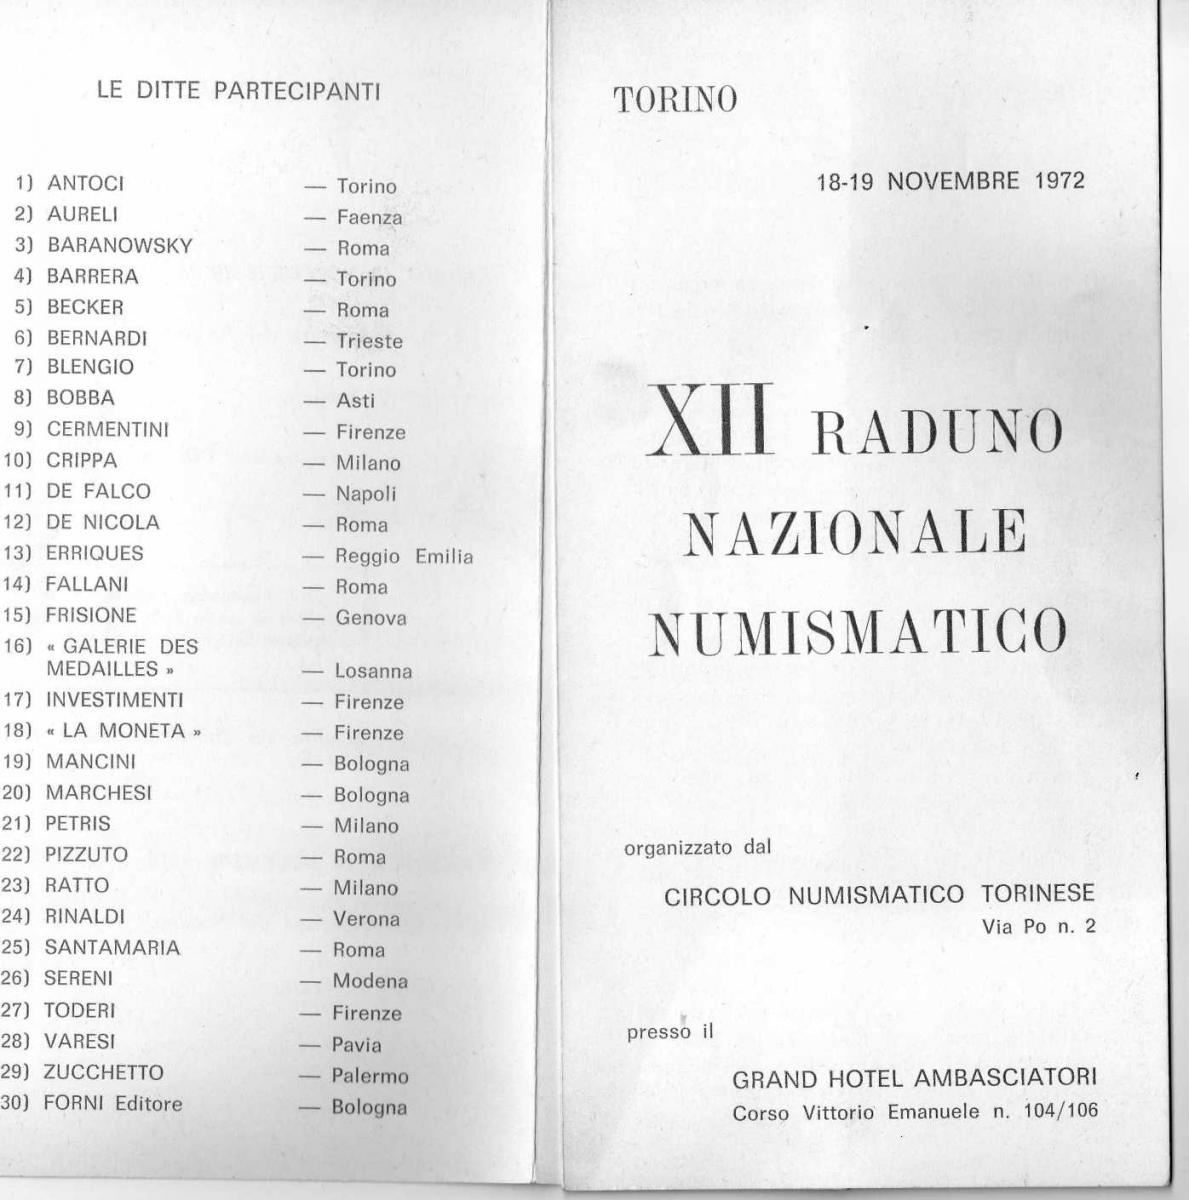 LE DITTE PARTECIPANTI
1) ANTOCI — Torino
2) AURELI — Faenza
3) BARANOWSKY — Roma
4) BARRERA — Torino
5) BECKER — Roma
6) BERNARDI — Trieste
7) BLENGIO — Torino
8) BOBBA — Asti
9) CERMENTINI — Firenze
10) CRIPPA — Milano
11) DE FALCO — Napoli
12) DE NICOLA — Roma
13) ERRIQUES — Reggio Emilia
14) FALLANI — Roma
15) FRISIONE — Genova
16) « GALERIE DES
MEDAILLES » — Losanna
17) INVESTIMENTI — Firenze
18) « LA MONETA » — Firenze
19) MANCINI — Bologna
20) MARCHESI — Bologna
21) PETRIS — Milano
22) PIZZUTO — Roma
23) RATTO — Milano
24) RINALDI — Verona
25) SANTAMARIA — Roma
26) SERENI — Modena
27) TODERI — Firenze
28) VARESI — Pavia
29) ZUCCHETTO — Palermo
30) FORNI Editore — Bologna
TORINO
18-19 NOVEMBRE 1972
XII RADUNO
NAZIONALE
NUMISMATICO
organizzato dal
CIRCOLO NUMISMATICO TORINESE
Via Po n. 2
presso il
GRAND HOTEL AMBASCIATORI
Corso Vittorio Emanuele n. 104/106